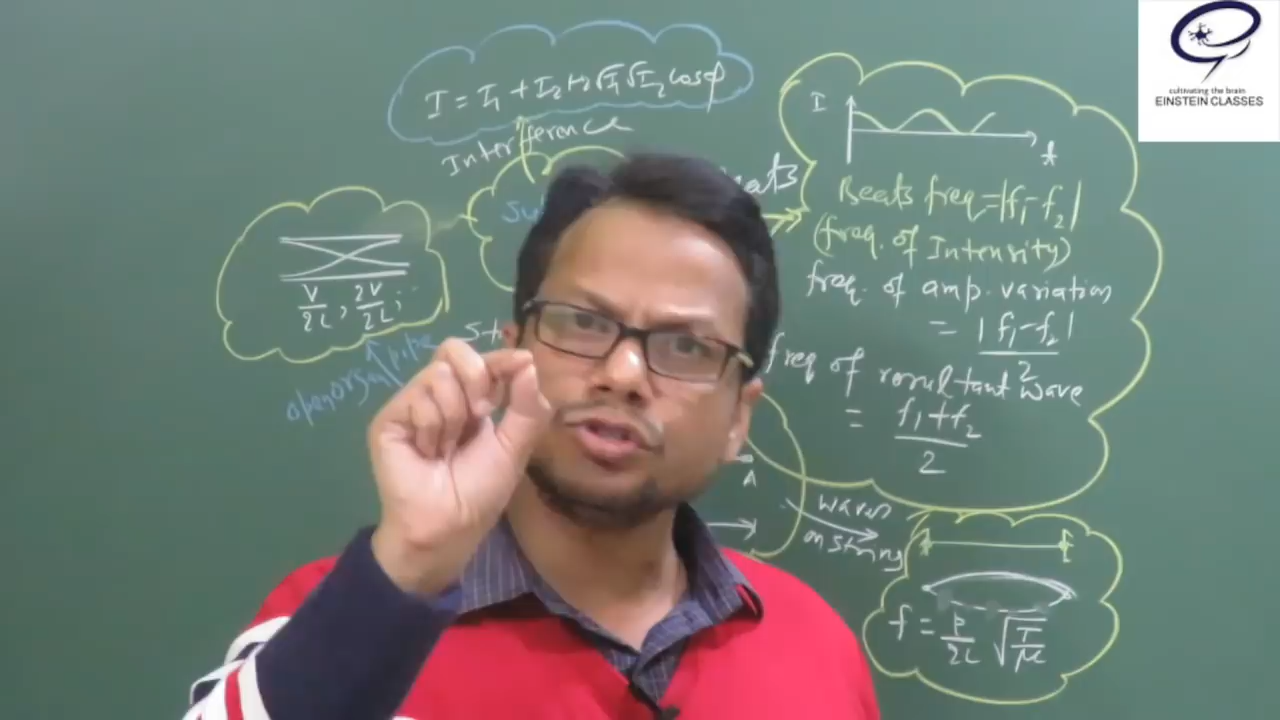 I = I₁ + I₂ + 2√I₁ √I₂ cosφ
Interference
V/2L, 2V/2L, ..
open organ pipe
I
t
Beats freq = |f₁-f₂|
(freq. of Intensity)
freq. of amp. variation
= |f₁-f₂|/2
freq of resultant wave
= f₁+f₂/2
A
waves
on string
f = P/2L √T/μ
cultivating the brain
EINSTEIN CLASSES